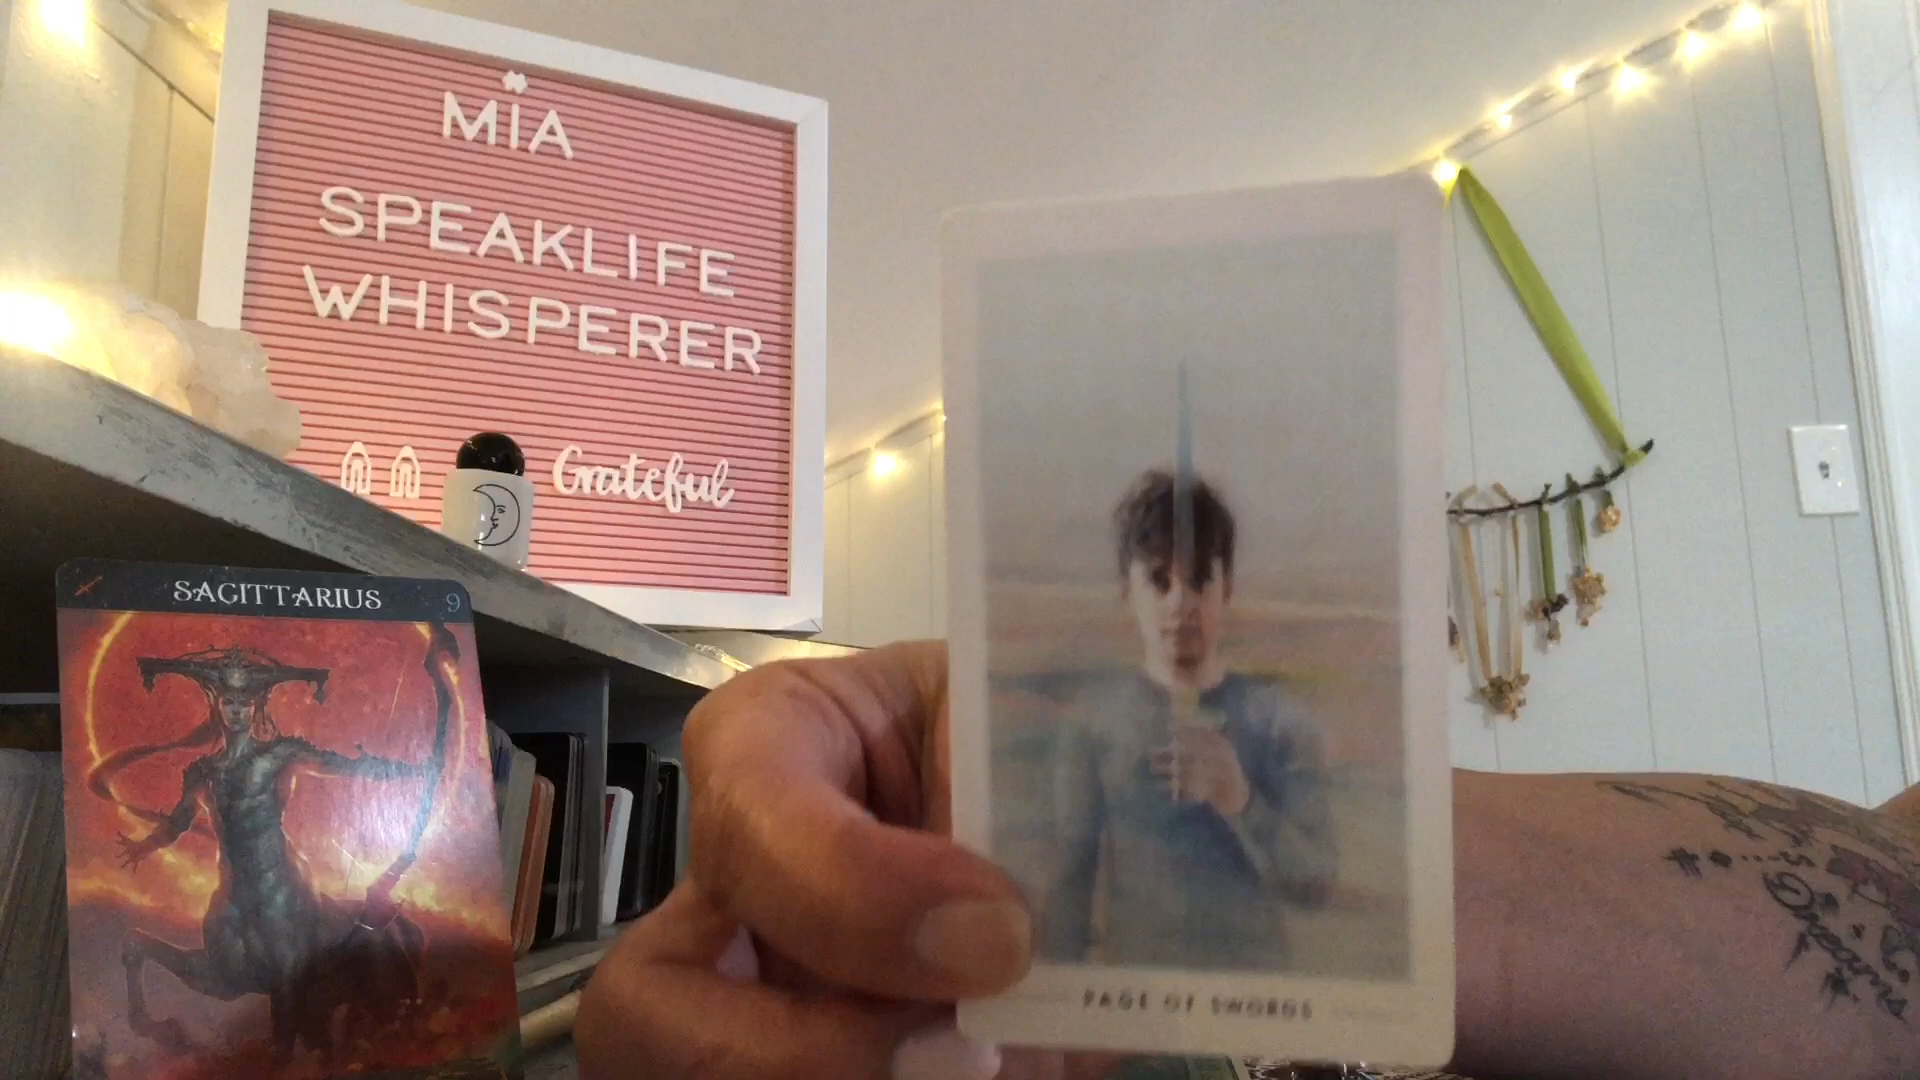 MIA
SPEAKLIFE
WHISPERER
Grateful
SAGITTARIUS 9
PAGE OF SWORDS